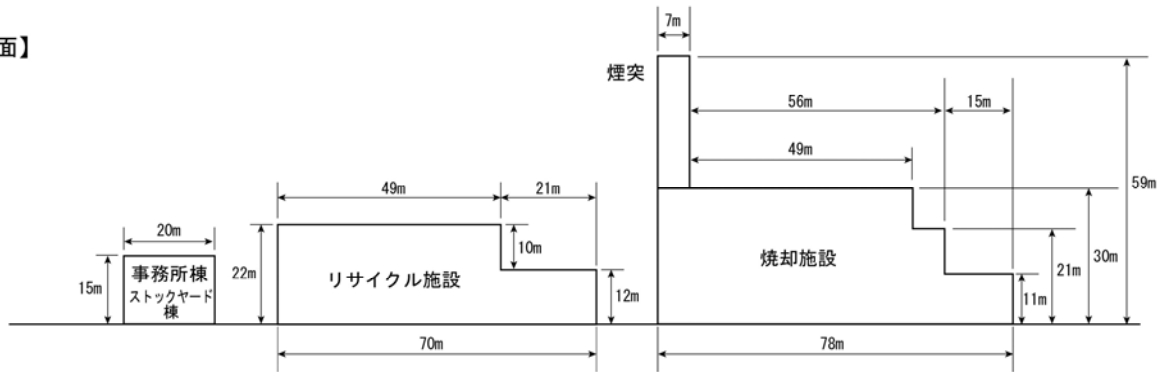 面】
7m
煙突
56m
15m
49m
59m
49m
21m
20m
10m
15m
事務所棟
ストックヤード
棟
22m
リサイクル施設
12m
焼却施設
11m
21m
30m
70m
78m